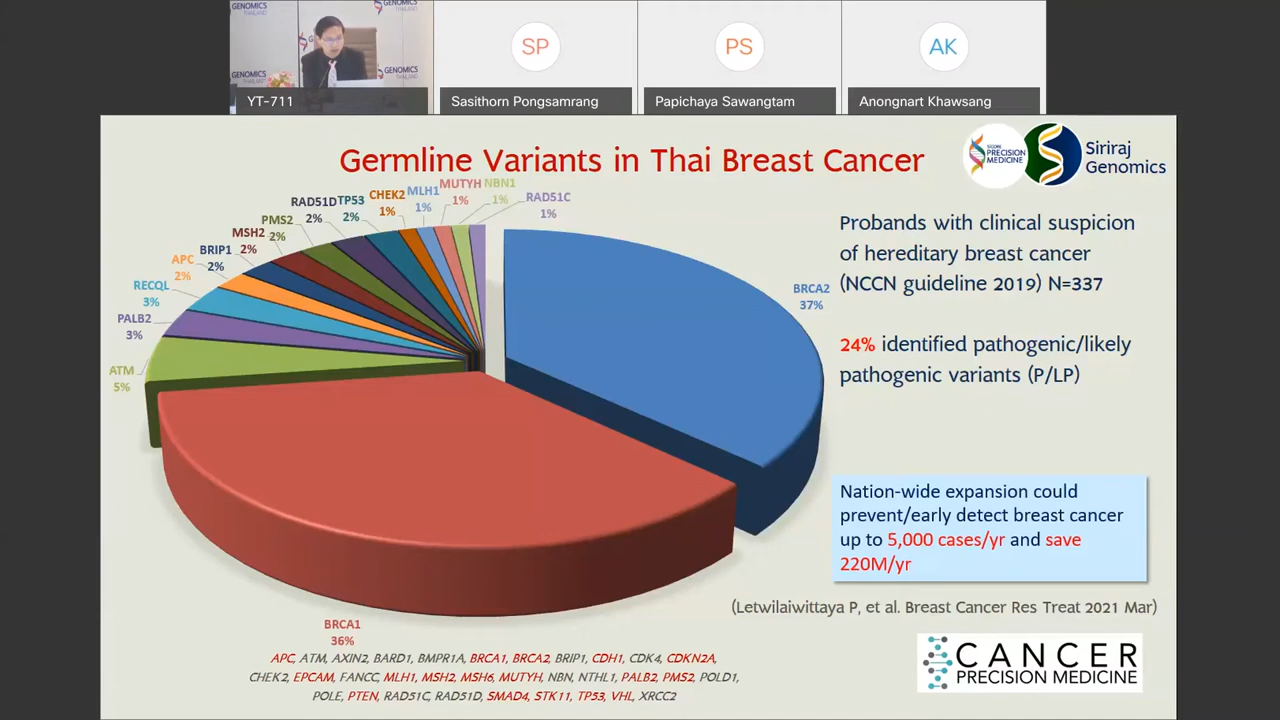 GENOMICS
THAILAND
GENOMICS
GENOMICS
THAILAND
GENOMICS
THAILAND
YT-711
SP
Sasithorn Pongsamrang
PS
Papichaya Sawangtam
AK
Anongnart Khawsang
Germline Variants in Thai Breast Cancer
SICORE
PRECISION
MEDICINE
Siriraj
Genomics
BRCA2
37%
BRCA1
36%
ATM
5%
PALB2
3%
RECQL
3%
APC
2%
BRIP1
2%
MSH2
2%
PMS2
2%
RAD51D
2%
TP53
2%
CHEK2
1%
MLH1
1%
MUTYH
1%
NBN1
1%
RAD51C
1%
Probands with clinical suspicion
of hereditary breast cancer
(NCCN guideline 2019) N=337
24% identified pathogenic/likely
pathogenic variants (P/LP)
Nation-wide expansion could
prevent/early detect breast cancer
up to 5,000 cases/yr and save
220M/yr
(Letwilaiwittaya P, et al. Breast Cancer Res Treat 2021 Mar)
APC, ATM, AXIN2, BARD1, BMPR1A, BRCA1, BRCA2, BRIP1, CDH1, CDK4, CDKN2A,
CHEK2, EPCAM, FANCC, MLH1, MSH2, MSH6, MUTYH, NBN, NTHL1, PALB2, PMS2, POLD1,
POLE, PTEN, RAD51C, RAD51D, SMAD4, STK11, TP53, VHL, XRCC2
CANCER
PRECISION MEDICINE